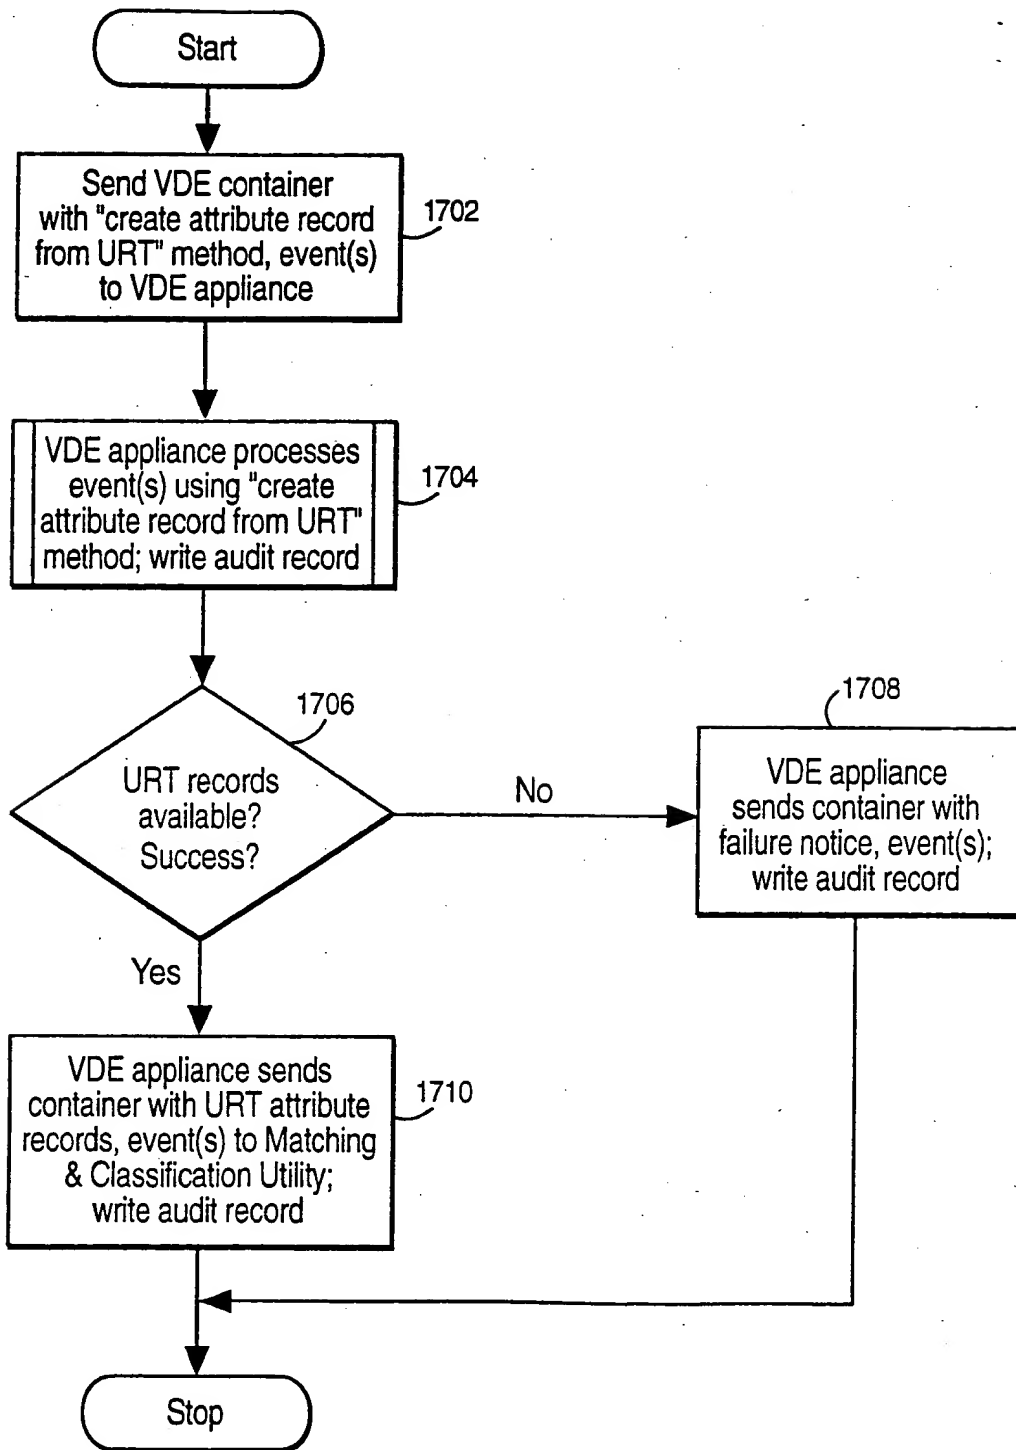 Start
Send VDE container
with "create attribute record
from URT" method, event(s)
to VDE appliance
1702
VDE appliance processes
event(s) using "create
attribute record from URT"
method; write audit record
1704
1706
URT records
available?
Success?
No
1708
VDE appliance
sends container with
failure notice, event(s);
write audit record
Yes
VDE appliance sends
container with URT attribute
records, event(s) to Matching
& Classification Utility;
write audit record
1710
Stop